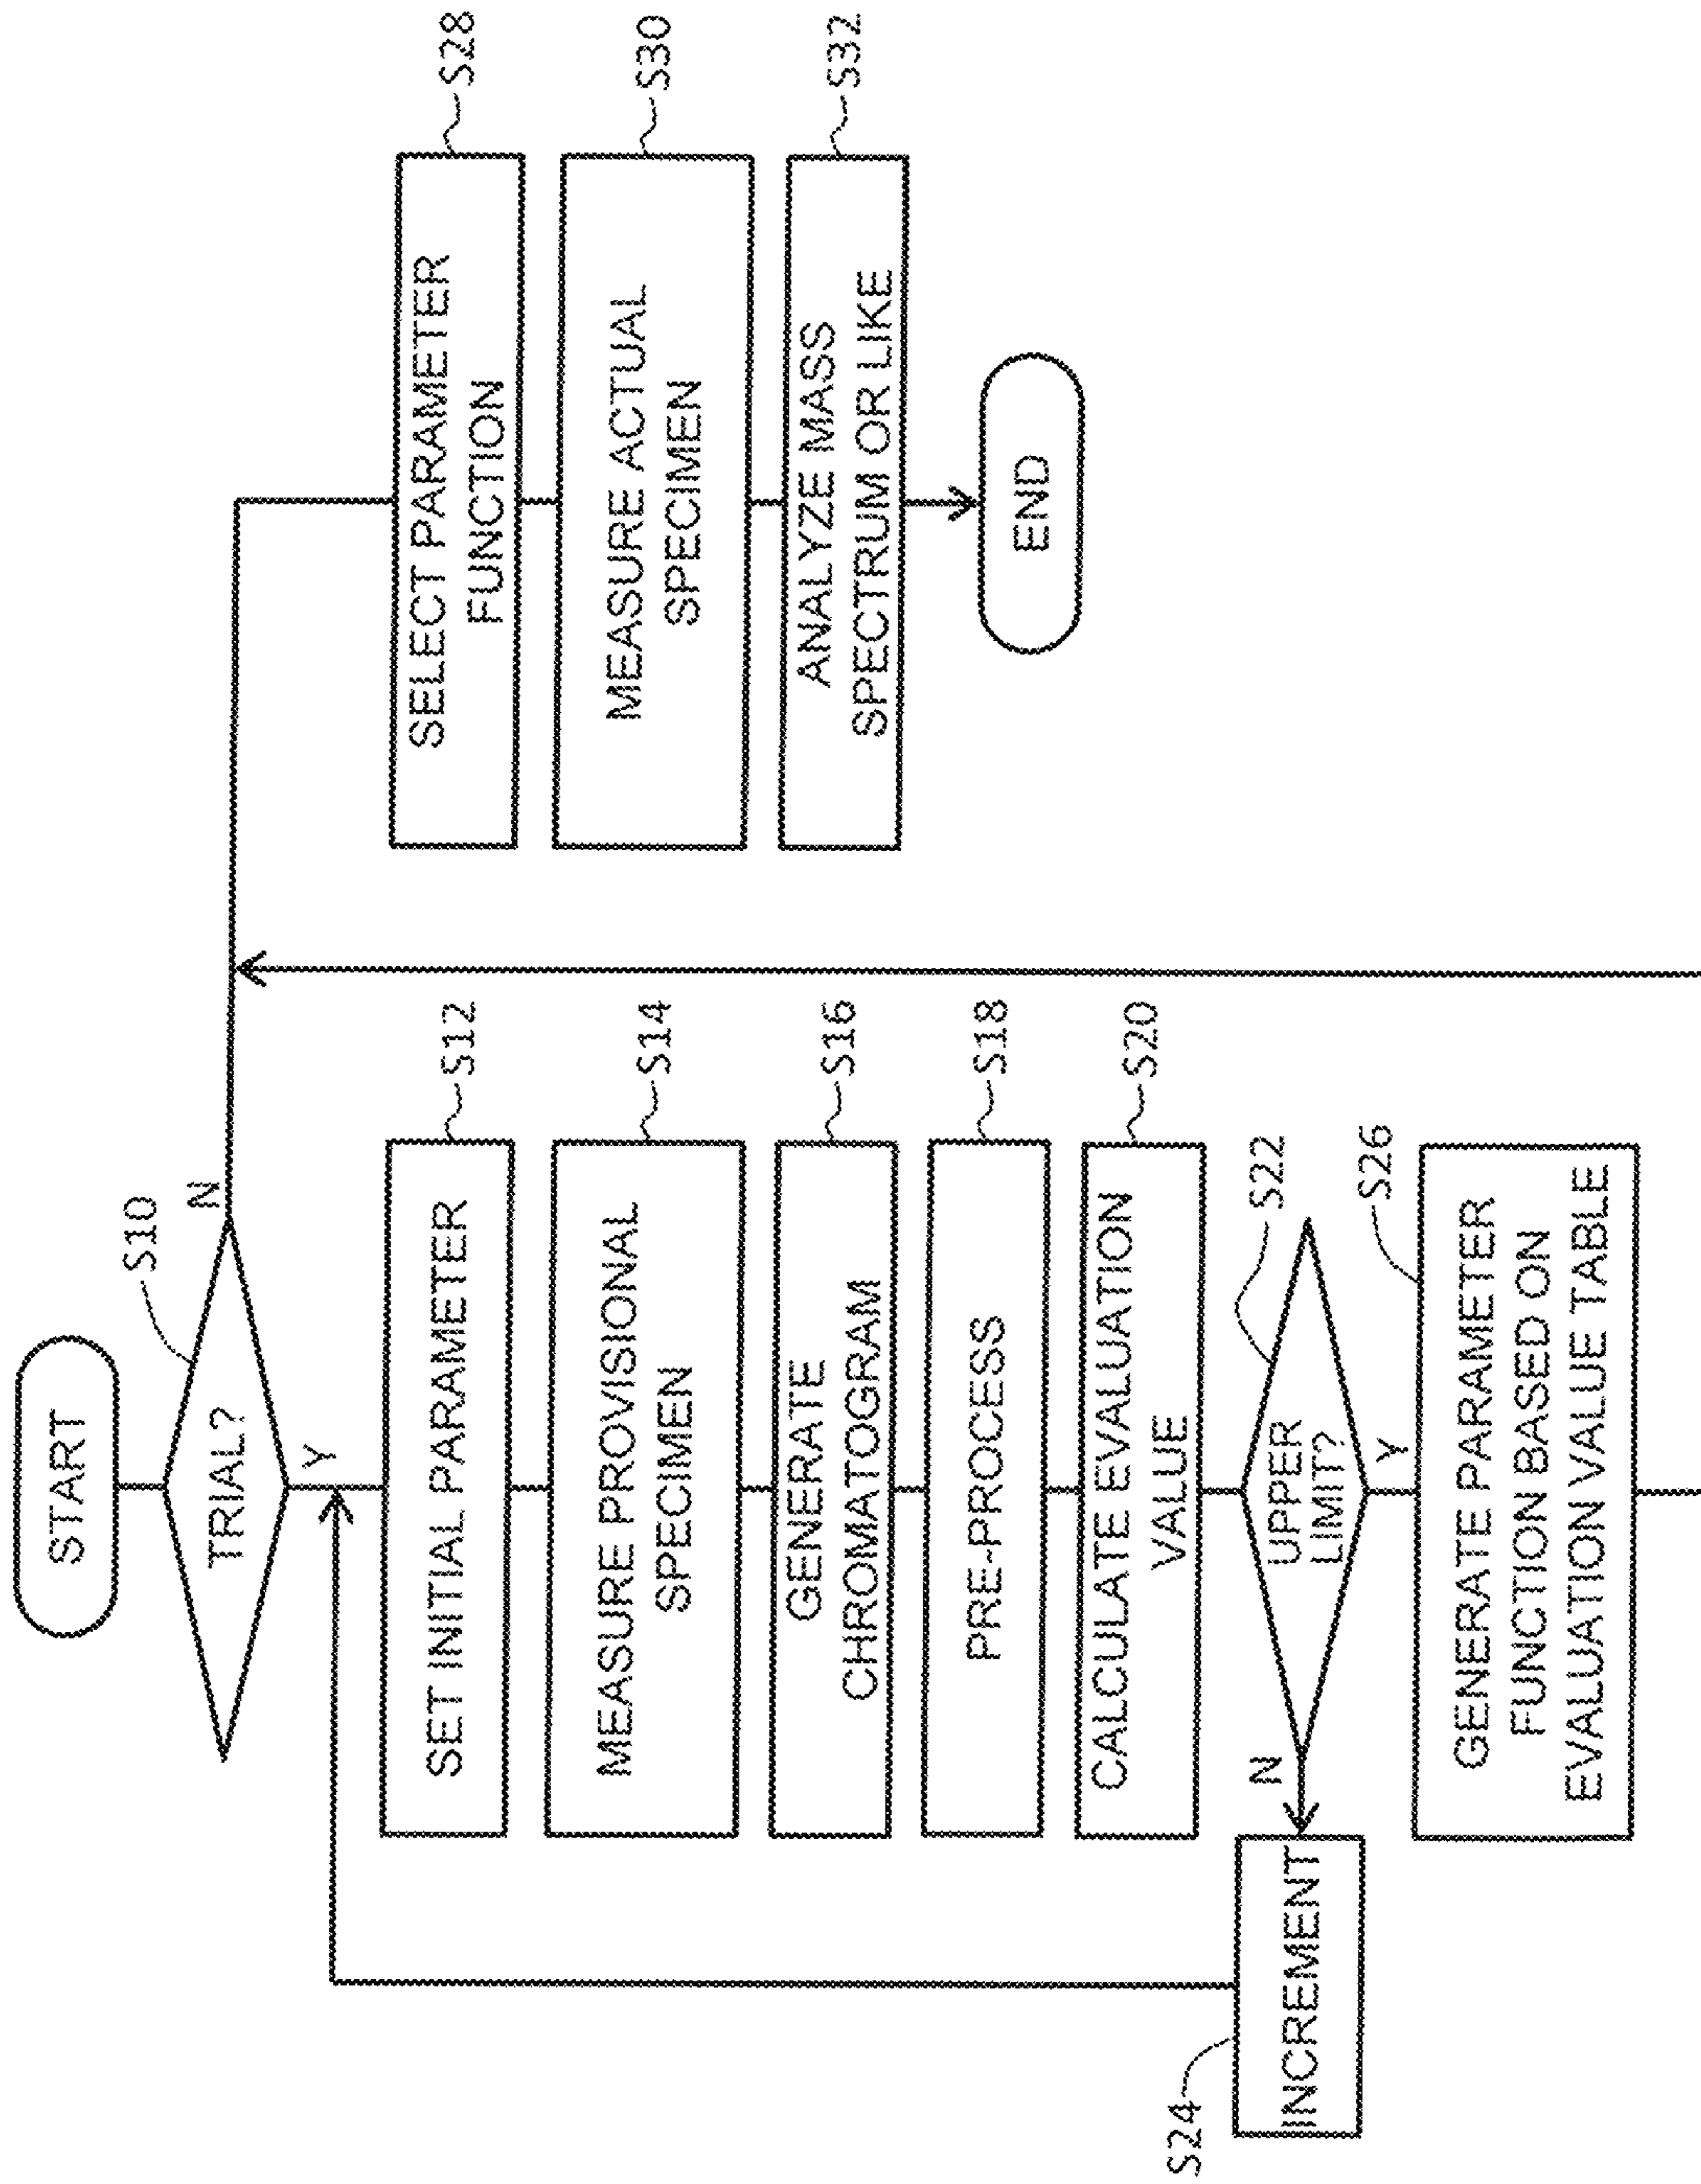 START
S10
TRIAL?
N
Y
SET INITIAL PARAMETER
S12
MEASURE PROVISIONAL
SPECIMEN
S14
GENERATE
CHROMATOGRAM
S16
PRE-PROCESS
S18
CALCULATE EVALUATION
VALUE
S20
UPPER
LIMIT?
S22
N
Y
S24
INCREMENT
S26
GENERATE PARAMETER
FUNCTION BASED ON
EVALUATION VALUE TABLE
SELECT PARAMETER
FUNCTION
S28
MEASURE ACTUAL
SPECIMEN
S30
ANALYZE MASS
SPECTRUM OR LIKE
S32
END